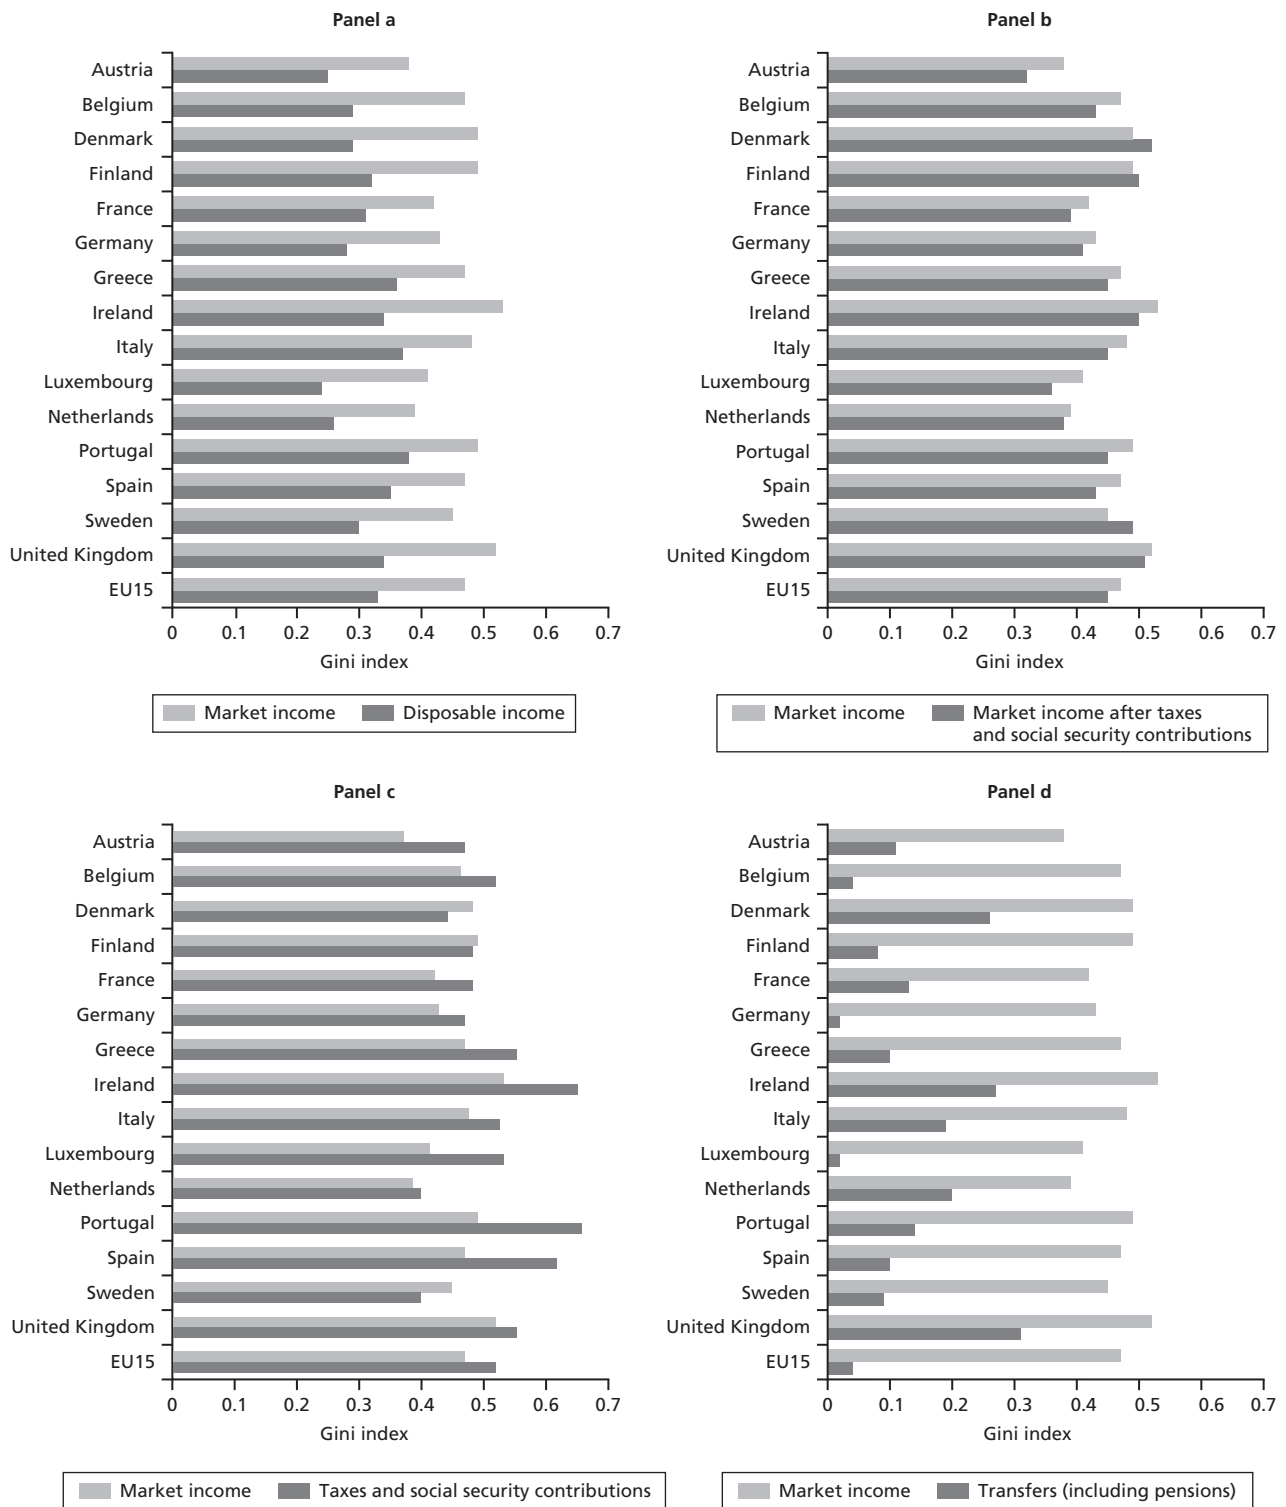 Panel a
Austria
Belgium
Denmark
Finland
France
Germany
Greece
Ireland
Italy
Luxembourg
Netherlands
Portugal
Spain
Sweden
United Kingdom
EU15
0 0.1 0.2 0.3 0.4 0.5 0.6 0.7
Gini index
Market income Disposable income
Panel b
Austria
Belgium
Denmark
Finland
France
Germany
Greece
Ireland
Italy
Luxembourg
Netherlands
Portugal
Spain
Sweden
United Kingdom
EU15
0 0.1 0.2 0.3 0.4 0.5 0.6 0.7
Gini index
Market income Market income after taxes
and social security contributions
Panel c
Austria
Belgium
Denmark
Finland
France
Germany
Greece
Ireland
Italy
Luxembourg
Netherlands
Portugal
Spain
Sweden
United Kingdom
EU15
0 0.1 0.2 0.3 0.4 0.5 0.6 0.7
Gini index
Market income Taxes and social security contributions
Panel d
Austria
Belgium
Denmark
Finland
France
Germany
Greece
Ireland
Italy
Luxembourg
Netherlands
Portugal
Spain
Sweden
United Kingdom
EU15
0 0.1 0.2 0.3 0.4 0.5 0.6 0.7
Gini index
Market income Transfers (including pensions)